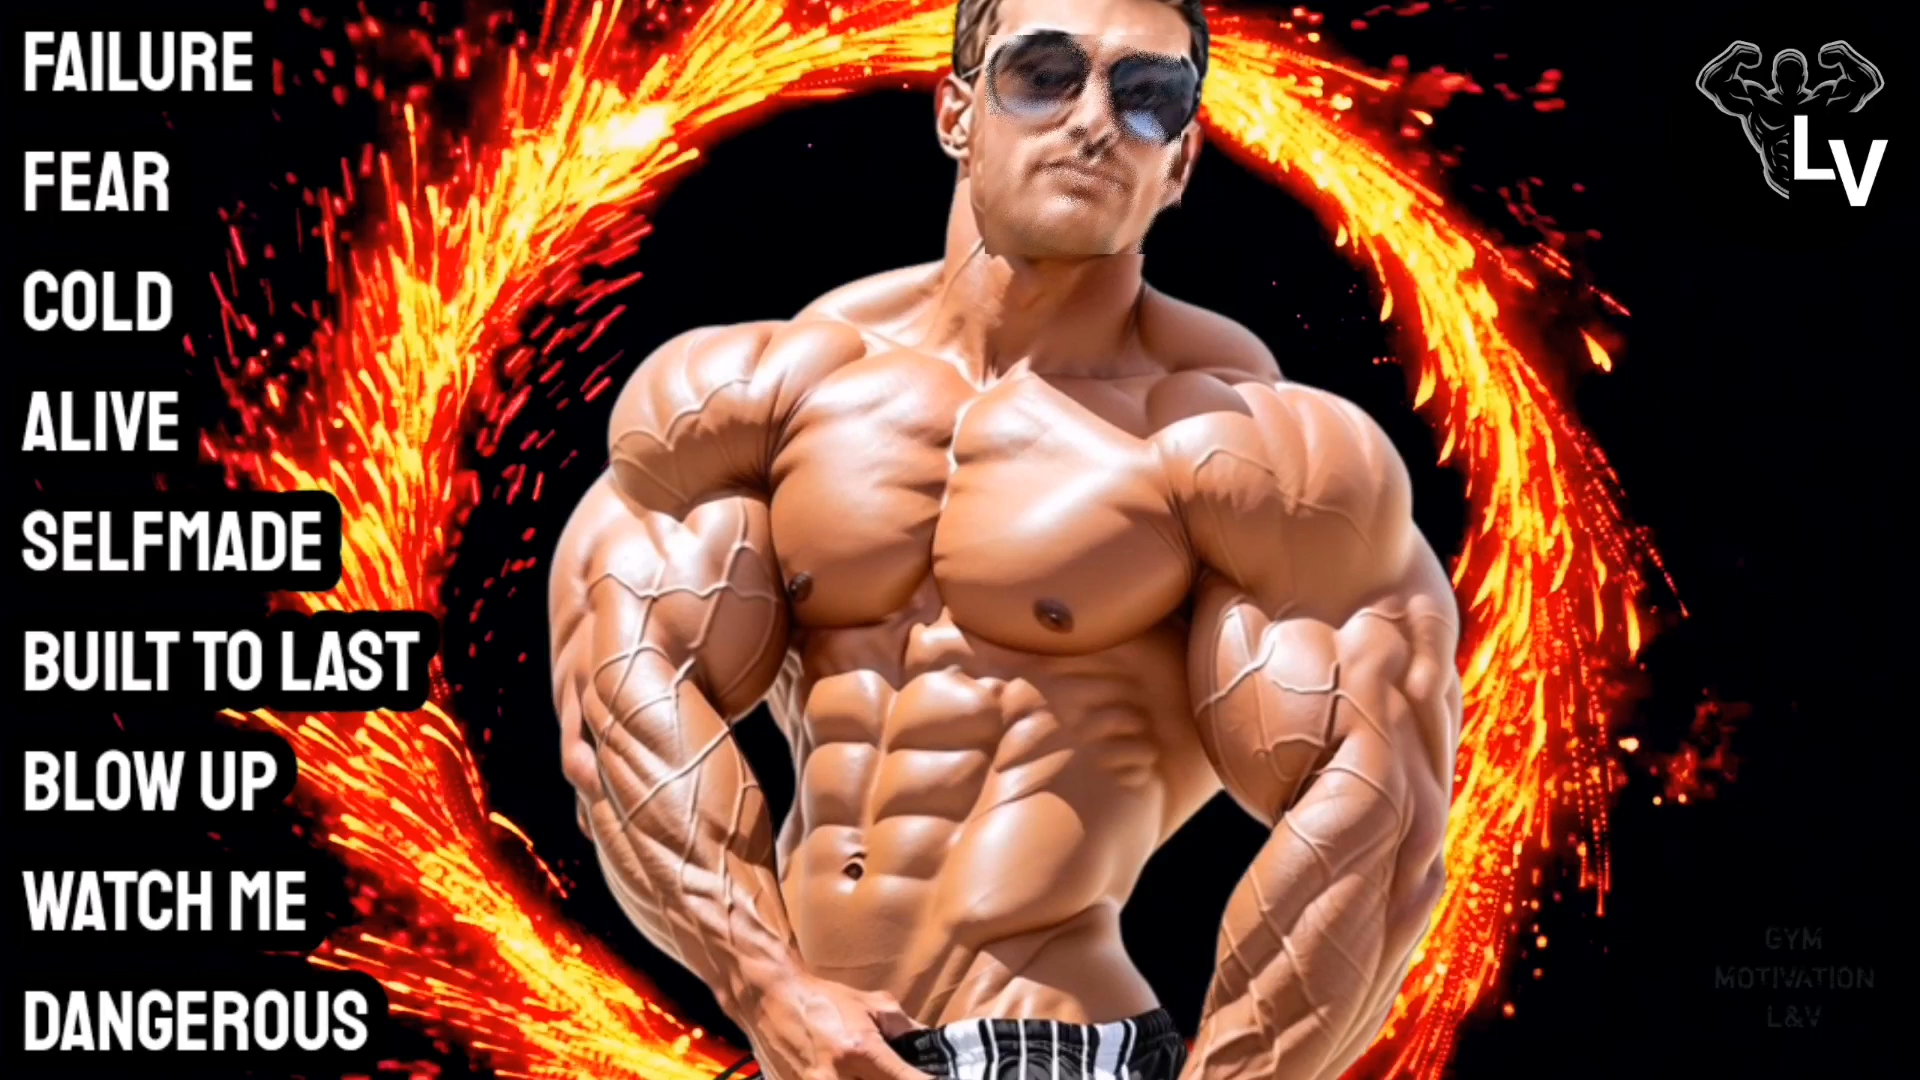 FAILURE
FEAR
COLD
ALIVE
SELFMADE
BUILT TO LAST
BLOW UP
WATCH ME
DANGEROUS
LV
GYM
MOTIVATION
L&V